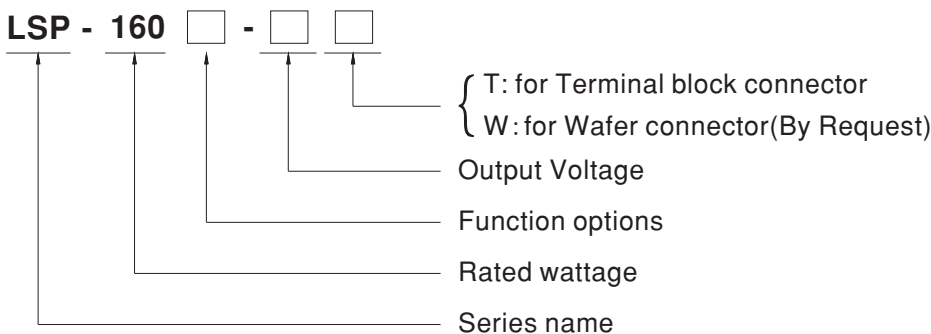 LSP - 160 □ - □ □
T: for Terminal block connector
W: for Wafer connector(By Request)
Output Voltage
Function options
Rated wattage
Series name